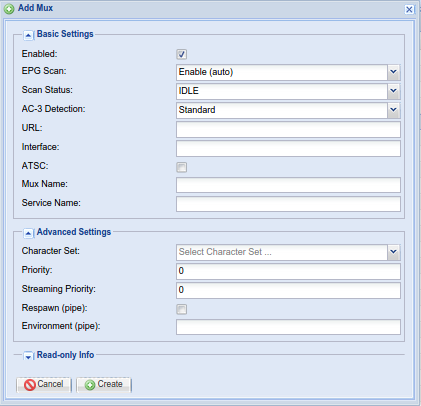 Add Mux
Basic Settings
Enabled:
EPG Scan: Enable (auto)
Scan Status: IDLE
AC-3 Detection: Standard
URL:
Interface:
ATSC:
Mux Name:
Service Name:
Advanced Settings
Character Set: Select Character Set ...
Priority: 0
Streaming Priority: 0
Respawn (pipe):
Environment (pipe):
Read-only Info
Cancel Create